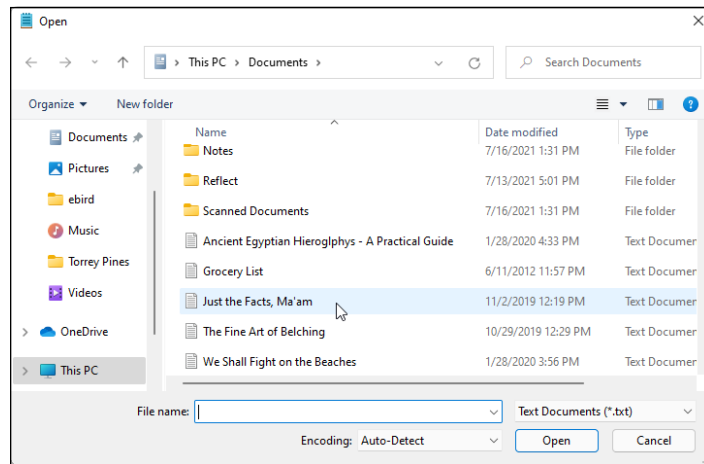 Open
This PC > Documents >
Search Documents
Organize
New folder
Name
Date modified
Type
Documents
Pictures
ebird
Music
Torrey Pines
Videos
OneDrive
This PC
Notes 7/16/2021 1:31 PM File folder
Reflect 7/13/2021 5:01 PM File folder
Scanned Documents 7/16/2021 1:31 PM File folder
Ancient Egyptian Hieroglphys - A Practical Guide 1/28/2020 4:33 PM Text Documer
Grocery List 6/11/2012 11:57 PM Text Documer
Just the Facts, Ma'am 11/2/2019 12:19 PM Text Documer
The Fine Art of Belching 10/29/2019 12:29 PM Text Documer
We Shall Fight on the Beaches 1/28/2020 3:56 PM Text Documer
File name:
Text Documents (*.txt)
Encoding: Auto-Detect
Open
Cancel